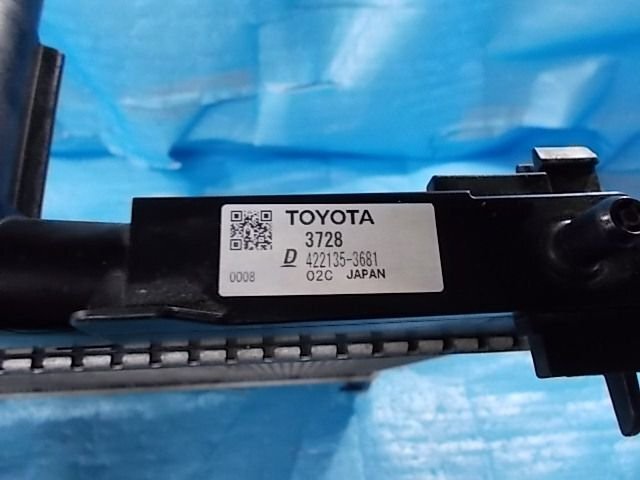 TOYOTA
3728
D 422135-3681
0008 02C JAPAN